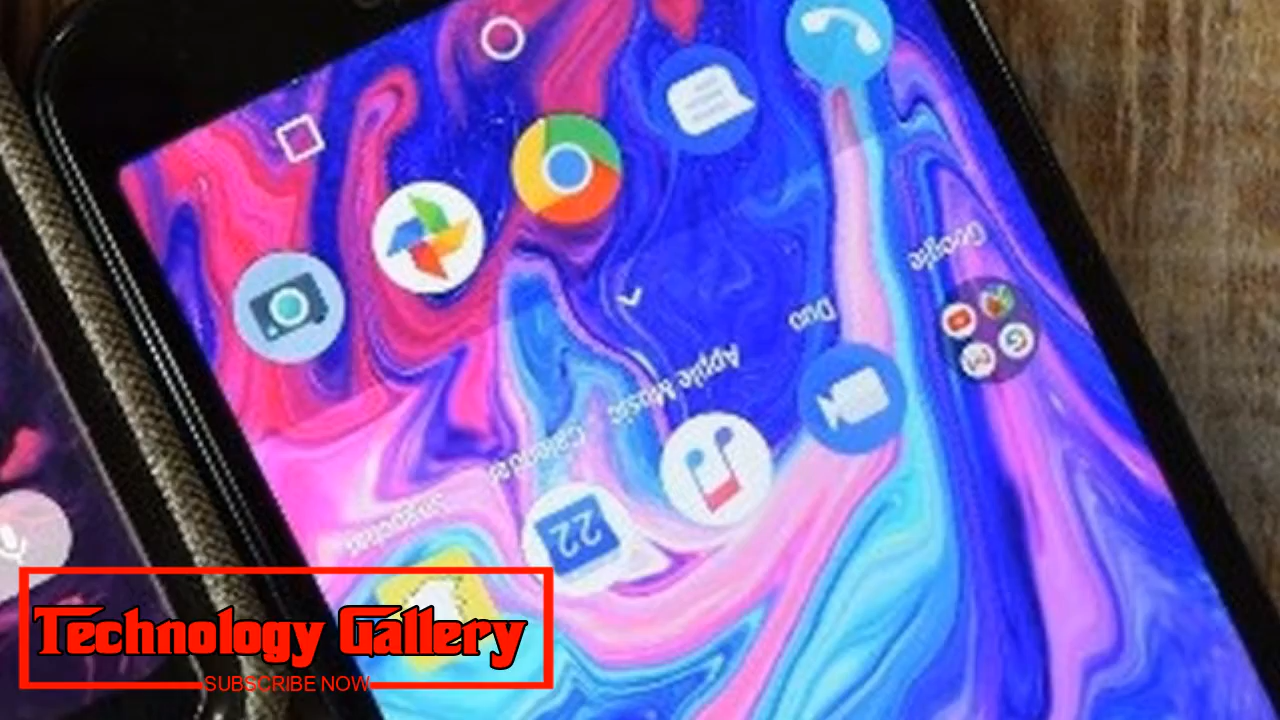 Google
Duo
Apple Music
Calendar
Snapchat
22
G
Technology Gallery
SUBSCRIBE NOW